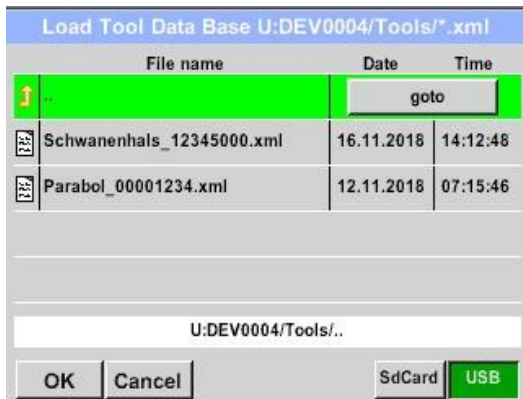 Load Tool Data Base U:DEV0004/Tools/*.xml
File name Date Time
.. goto
Schwanenhals_12345000.xml 16.11.2018 14:12:48
Parabol_00001234.xml 12.11.2018 07:15:46
U:DEV0004/Tools/..
OK Cancel SdCard USB